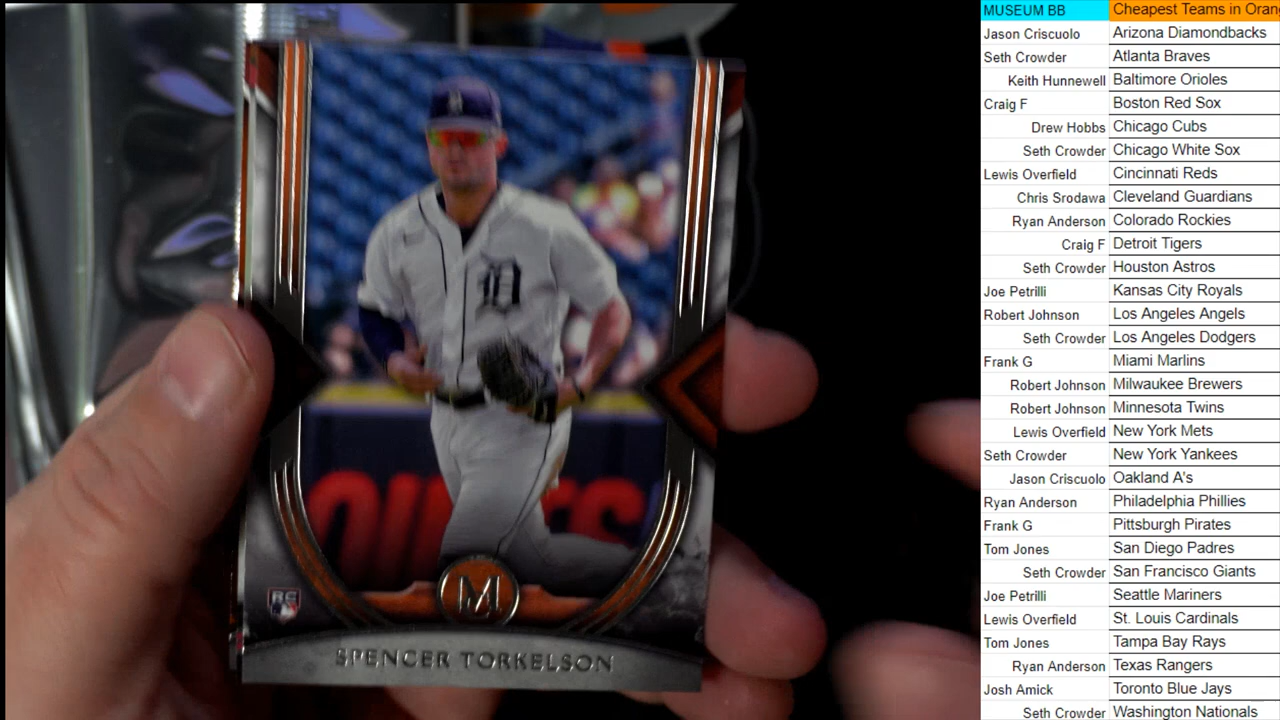 MUSEUM BB Cheapest Teams in Oran
Jason Criscuolo Arizona Diamondbacks
Seth Crowder Atlanta Braves
Keith Hunnewell Baltimore Orioles
Craig F Boston Red Sox
Drew Hobbs Chicago Cubs
Seth Crowder Chicago White Sox
Lewis Overfield Cincinnati Reds
Chris Srodawa Cleveland Guardians
Ryan Anderson Colorado Rockies
Craig F Detroit Tigers
Seth Crowder Houston Astros
Joe Petrilli Kansas City Royals
Robert Johnson Los Angeles Angels
Seth Crowder Los Angeles Dodgers
Frank G Miami Marlins
Robert Johnson Milwaukee Brewers
Robert Johnson Minnesota Twins
Lewis Overfield New York Mets
Seth Crowder New York Yankees
Jason Criscuolo Oakland A's
Ryan Anderson Philadelphia Phillies
Frank G Pittsburgh Pirates
Tom Jones San Diego Padres
Seth Crowder San Francisco Giants
Joe Petrilli Seattle Mariners
Lewis Overfield St. Louis Cardinals
Tom Jones Tampa Bay Rays
Ryan Anderson Texas Rangers
Josh Amick Toronto Blue Jays
Seth Crowder Washington Nationals
D
M
RC
SPENCER TORKELSON